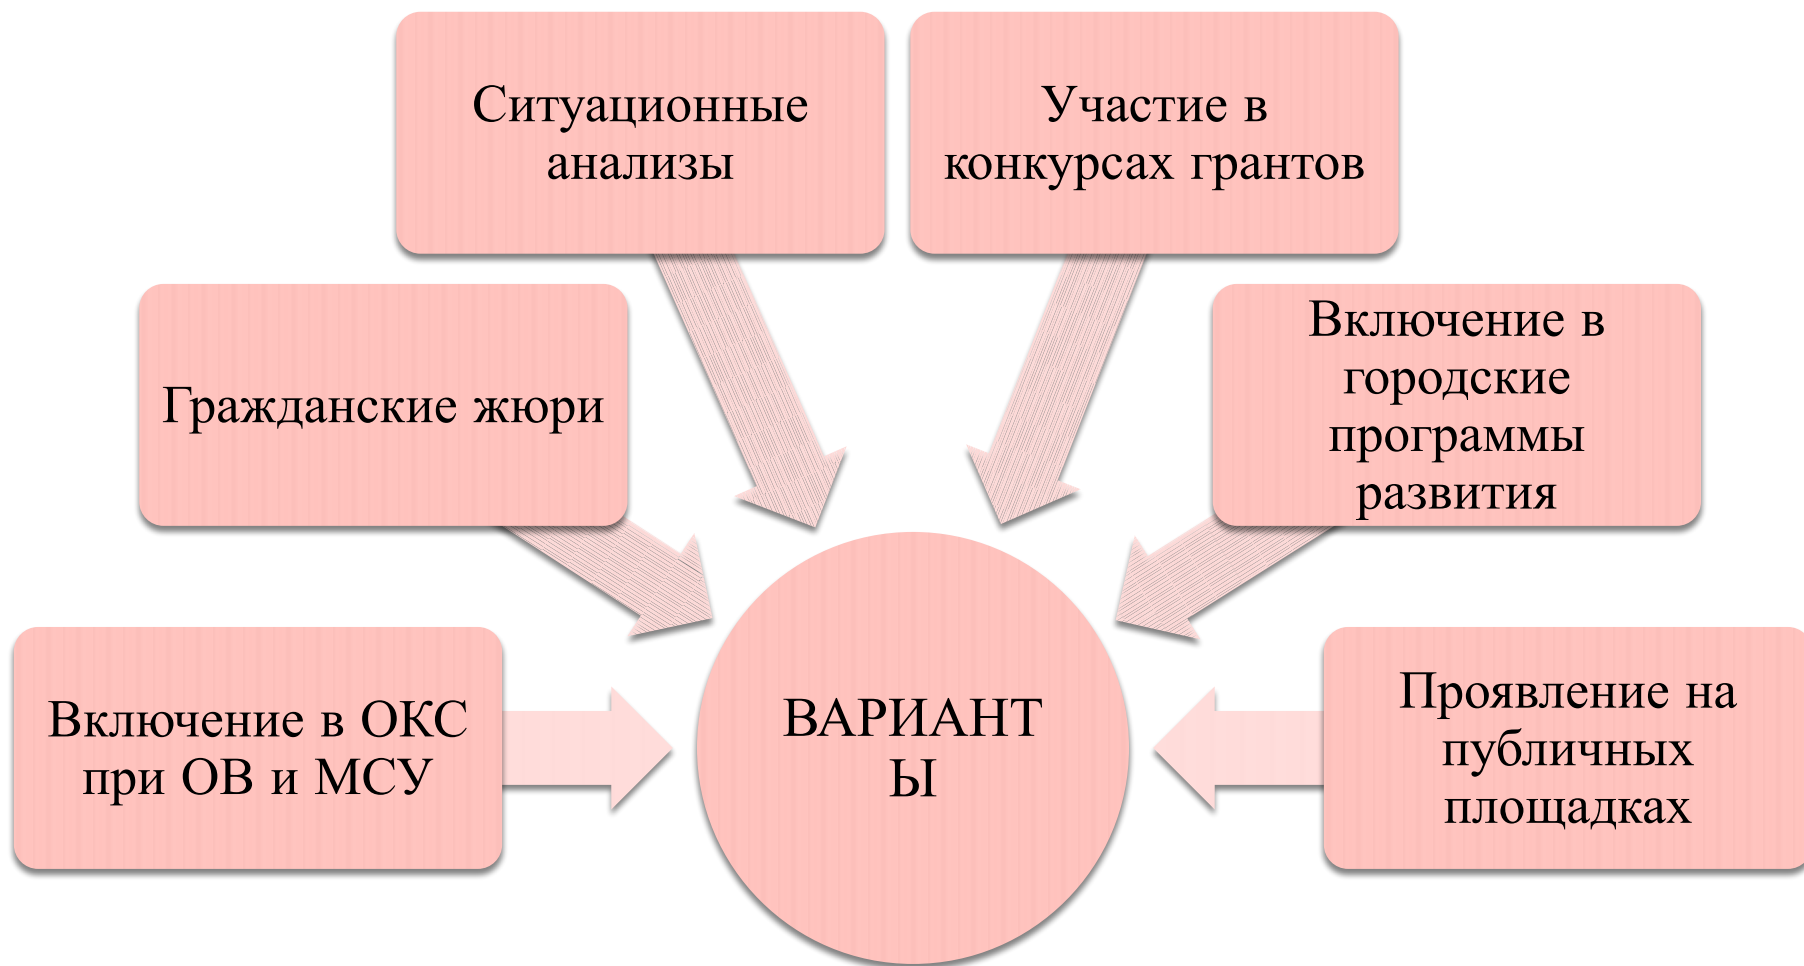 Ситуационные
анализы
Участие в
конкурсах грантов
Гражданские жюри
Включение в
городские
программы
развития
Включение в ОКС
при ОВ и МСУ
ВАРИАНТ
Ы
Проявление на
публичных
площадках